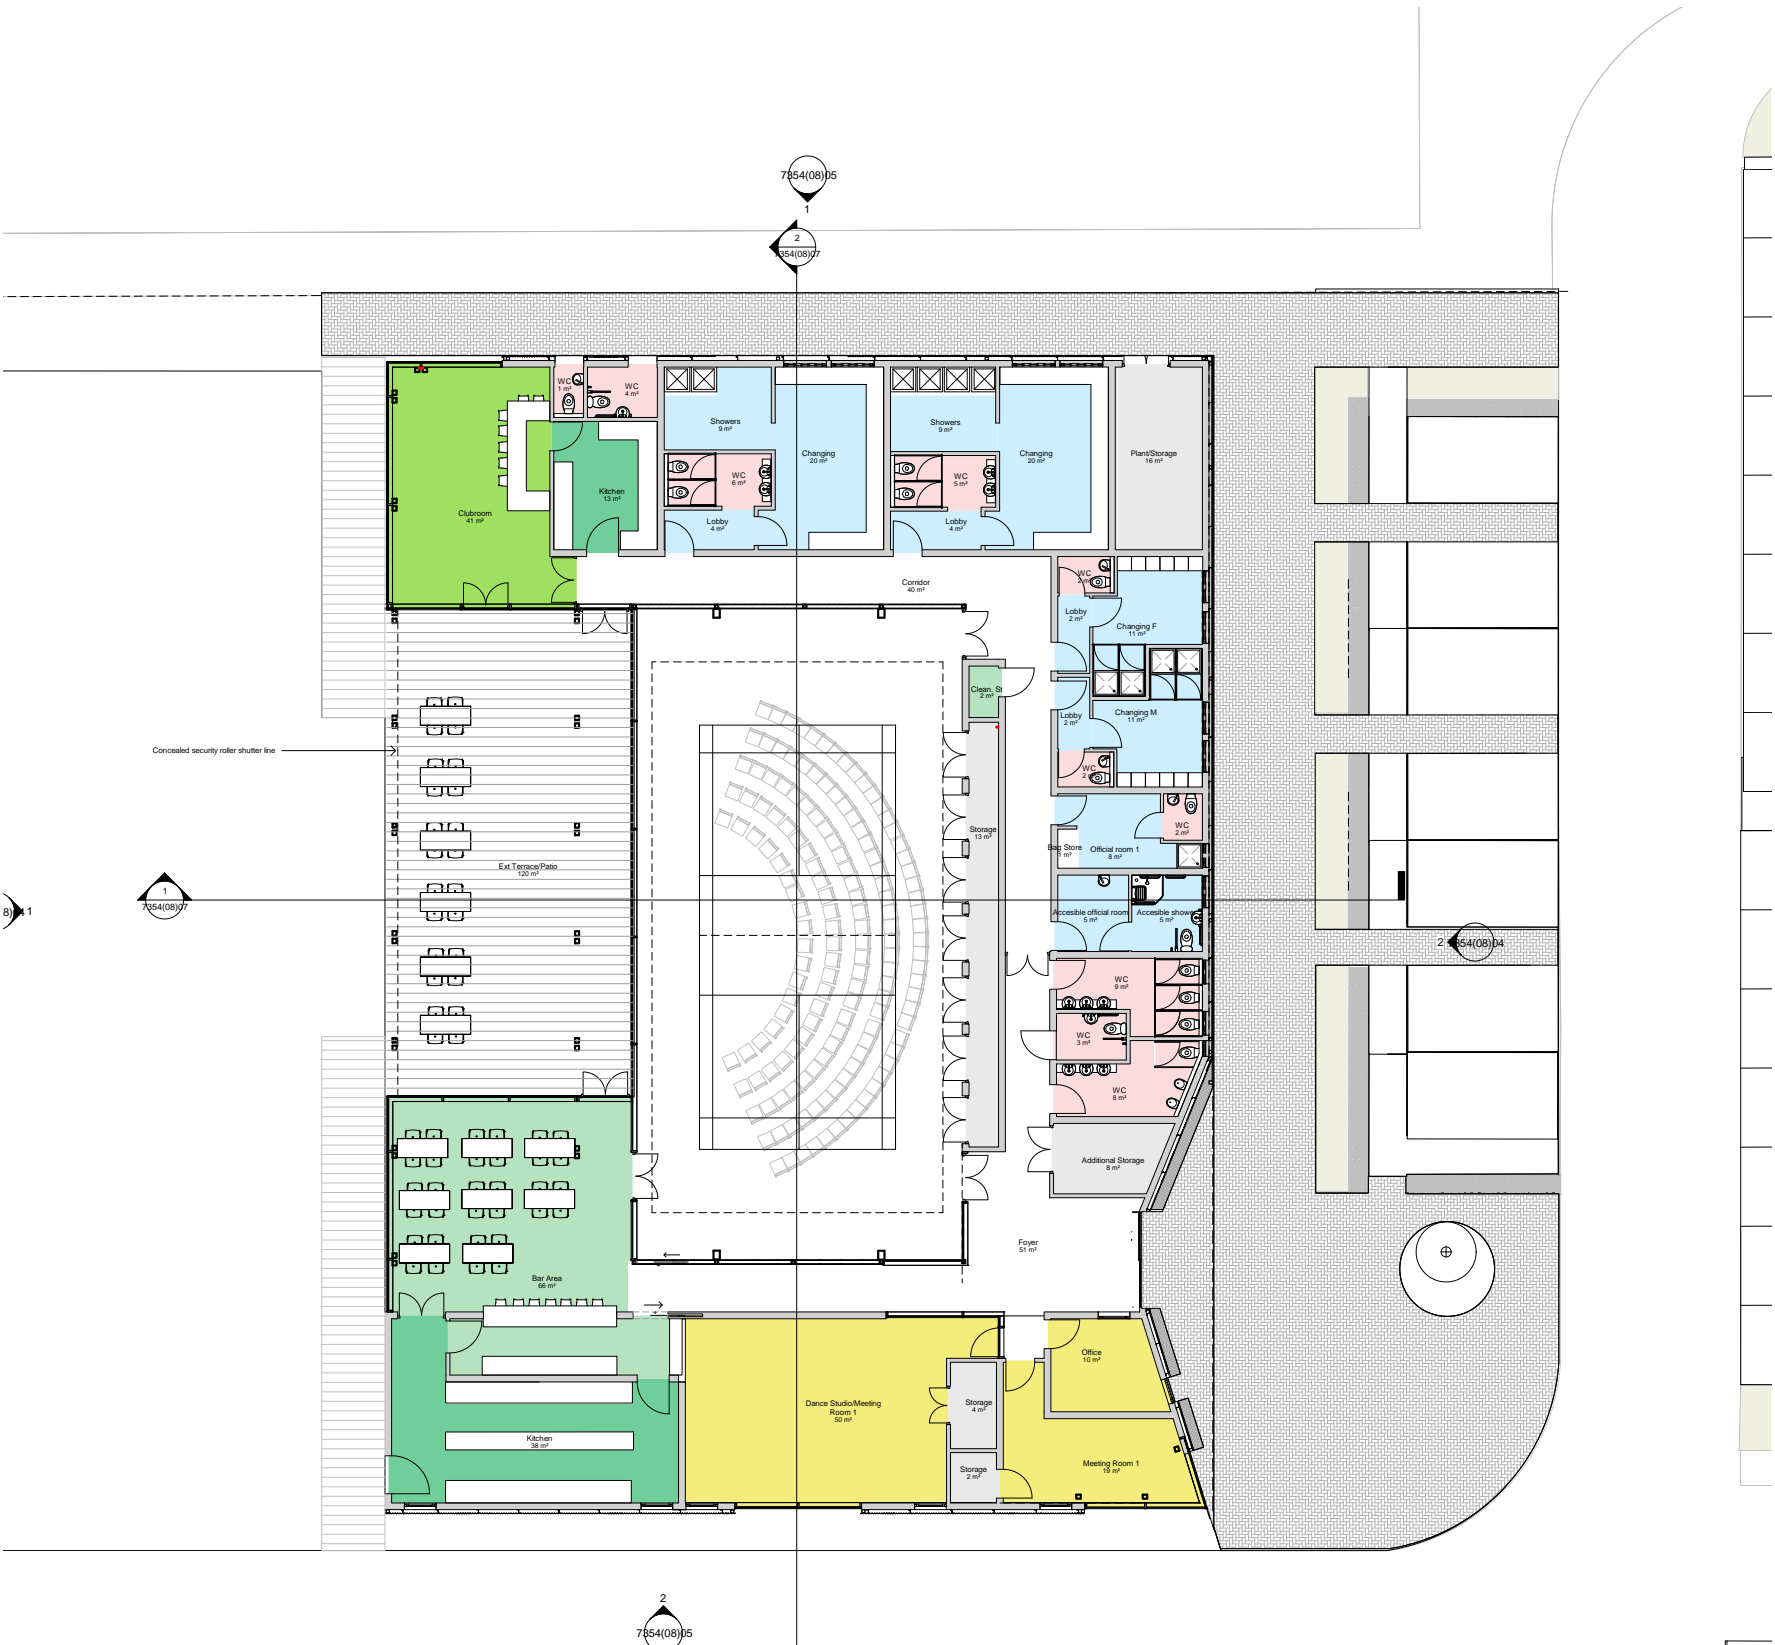 7354(08)05
1
2
7354(08)07
WC
1 m²
WC
4 m²
Showers
9 m²
Changing
20 m²
Showers
9 m²
Changing
20 m²
Plant/Storage
16 m²
WC
6 m²
WC
5 m²
Kitchen
13 m²
Clubroom
41 m²
Lobby
4 m²
Lobby
4 m²
Corridor
40 m²
WC
2 m²
Lobby
2 m²
Changing F
11 m²
Clean. St
2 m²
Lobby
2 m²
Changing M
11 m²
Concealed security roller shutter line
WC
2 m²
Storage
13 m²
WC
2 m²
Bag Store
1 m²
Official room 1
8 m²
Ext Terrace/Patio
120 m²
1
7354(08)07
1
Accesible official room
5 m²
Accesible shower
5 m²
2
7354(08)04
WC
9 m²
WC
3 m²
WC
8 m²
Additional Storage
8 m²
Foyer
51 m²
Bar Area
66 m²
Office
10 m²
Dance Studio/Meeting
Room 1
50 m²
Storage
4 m²
Kitchen
38 m²
Storage
2 m²
Meeting Room 1
19 m²
2
7354(08)05